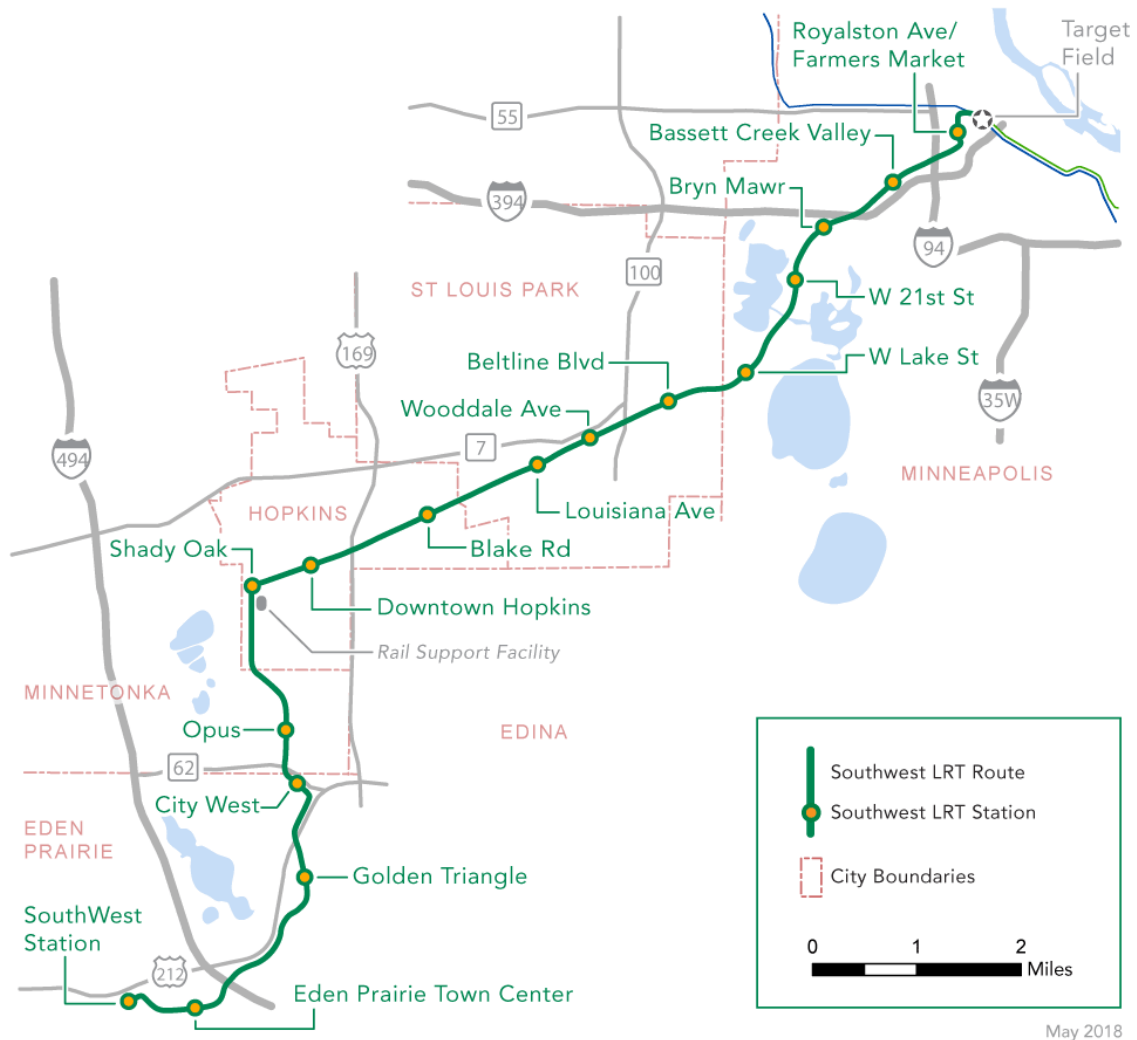 Royalston Ave/
Farmers Market
Target
Field
55
Bassett Creek Valley
Bryn Mawr
394
94
100
ST LOUIS PARK
W 21st St
169
Beltline Blvd
W Lake St
Wooddale Ave
35W
7
494
MINNEAPOLIS
HOPKINS
Louisiana Ave
Shady Oak
Blake Rd
Downtown Hopkins
Rail Support Facility
MINNETONKA
Opus
EDINA
62
City West
EDEN
PRAIRIE
Golden Triangle
SouthWest
Station
212
Eden Prairie Town Center
Southwest LRT Route
Southwest LRT Station
City Boundaries
0 1 2
Miles
May 2018